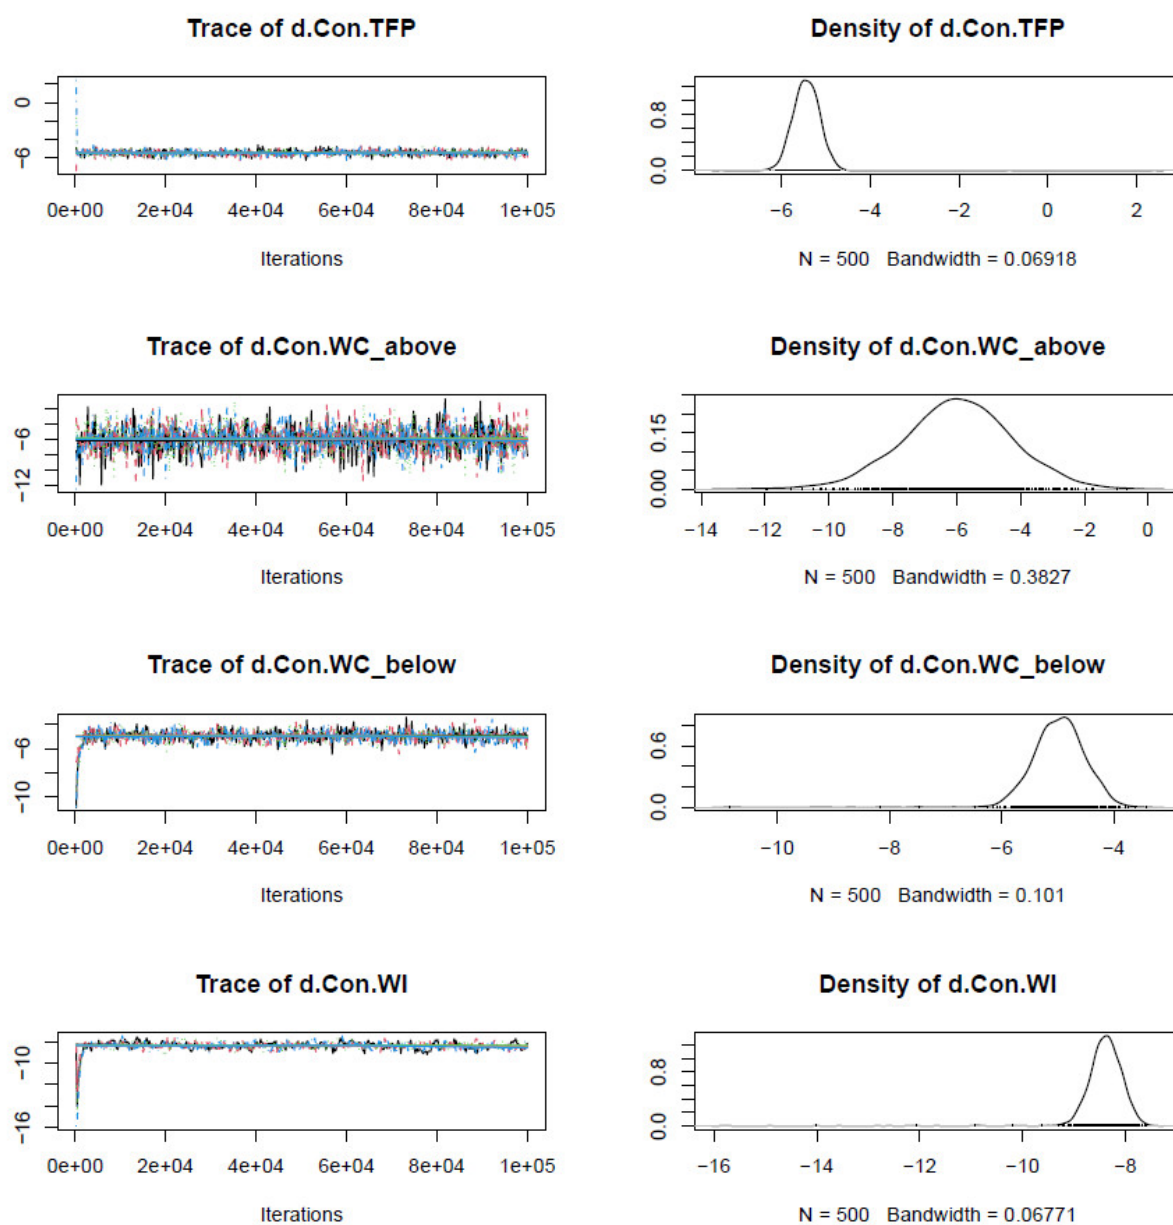 Trace of d.Con.TFP
Density of d.Con.TFP
0
−6
0e+00 2e+04 4e+04 6e+04 8e+04 1e+05
Iterations
0.8
0.0
−6 −4 −2 0 2
N = 500 Bandwidth = 0.06918
Trace of d.Con.WC_above
Density of d.Con.WC_above
−6
−12
0e+00 2e+04 4e+04 6e+04 8e+04 1e+05
Iterations
0.15
0.00
−14 −12 −10 −8 −6 −4 −2 0
N = 500 Bandwidth = 0.3827
Trace of d.Con.WC_below
Density of d.Con.WC_below
−6
−10
0e+00 2e+04 4e+04 6e+04 8e+04 1e+05
Iterations
0.6
0.0
−10 −8 −6 −4
N = 500 Bandwidth = 0.101
Trace of d.Con.WI
Density of d.Con.WI
−10
−16
0e+00 2e+04 4e+04 6e+04 8e+04 1e+05
Iterations
0.8
0.0
−16 −14 −12 −10 −8
N = 500 Bandwidth = 0.06771